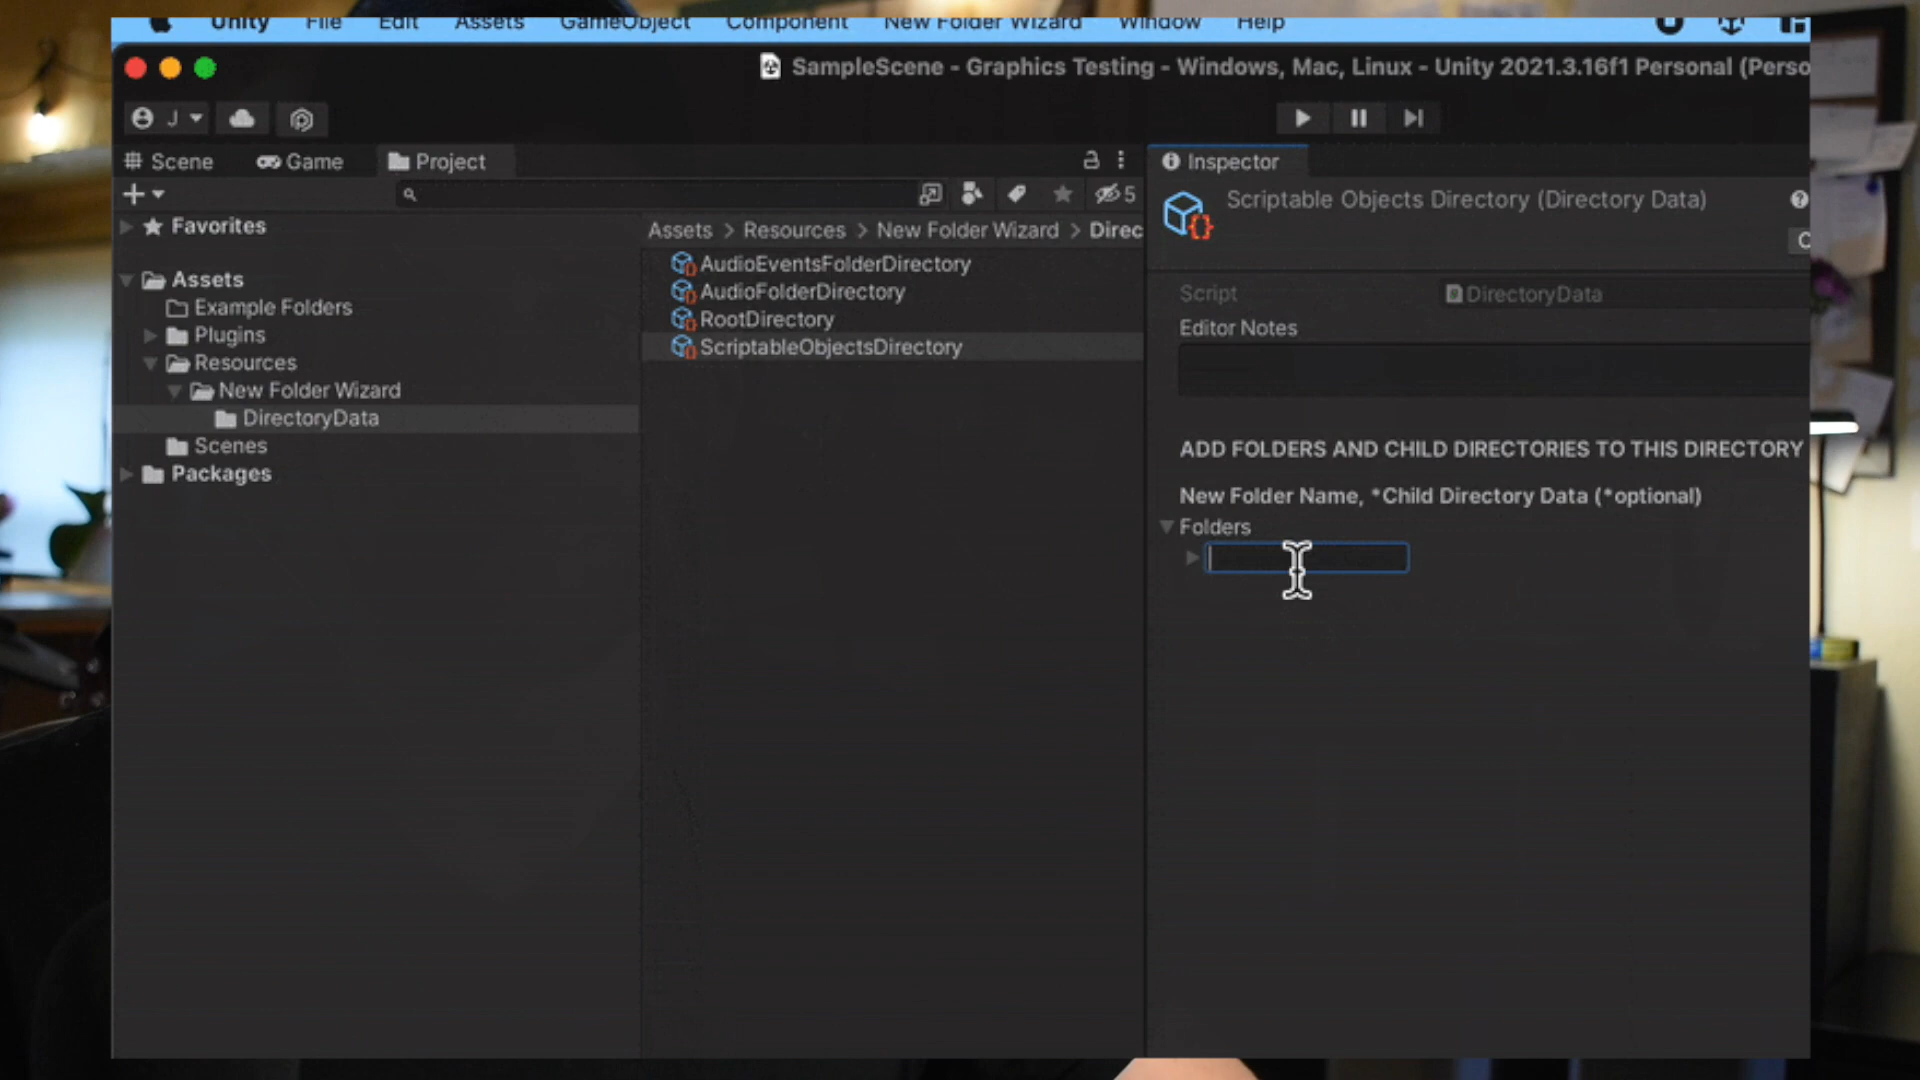 Unity File Edit Assets GameObject Component New Folder Wizard Window Help
SampleScene - Graphics Testing - Windows, Mac, Linux - Unity 2021.3.16f1 Personal (Perso
J
Scene Game Project
5
Favorites
Assets
Example Folders
Plugins
Resources
New Folder Wizard
DirectoryData
Scenes
Packages
Assets > Resources > New Folder Wizard > Direc
AudioEventsFolderDirectory
AudioFolderDirectory
RootDirectory
ScriptableObjectsDirectory
Inspector
Scriptable Objects Directory (Directory Data)
Script DirectoryData
Editor Notes
ADD FOLDERS AND CHILD DIRECTORIES TO THIS DIRECTORY
New Folder Name, *Child Directory Data (*optional)
Folders